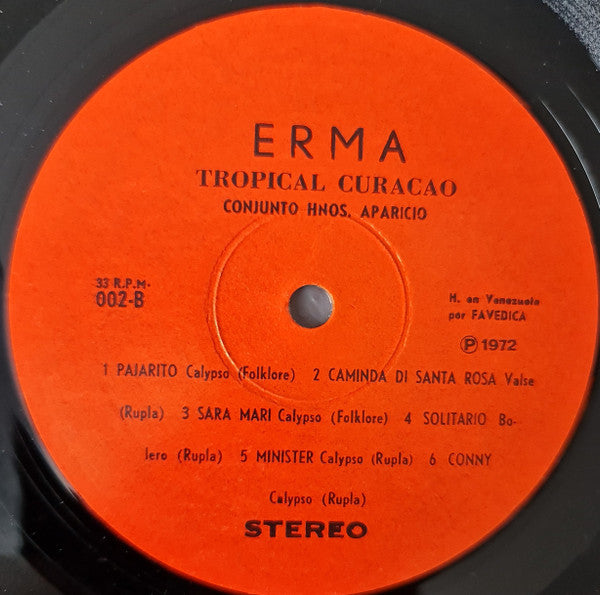 ERMA
TROPICAL CURACAO
CONJUNTO HNOS. APARICIO
33 R.P.M.
002-B
H. en Venezuela
por FAVEDICA
Ⓟ 1972
1 PAJARITO Calypso (Folklore) 2 CAMINDA DI SANTA ROSA Valse
(Rupla) 3 SARA MARI Calypso (Folklore) 4 SOLITARIO Bo-
lero (Rupla) 5 MINISTER Calypso (Rupla) 6 CONNY
Calypso (Rupla)
STEREO